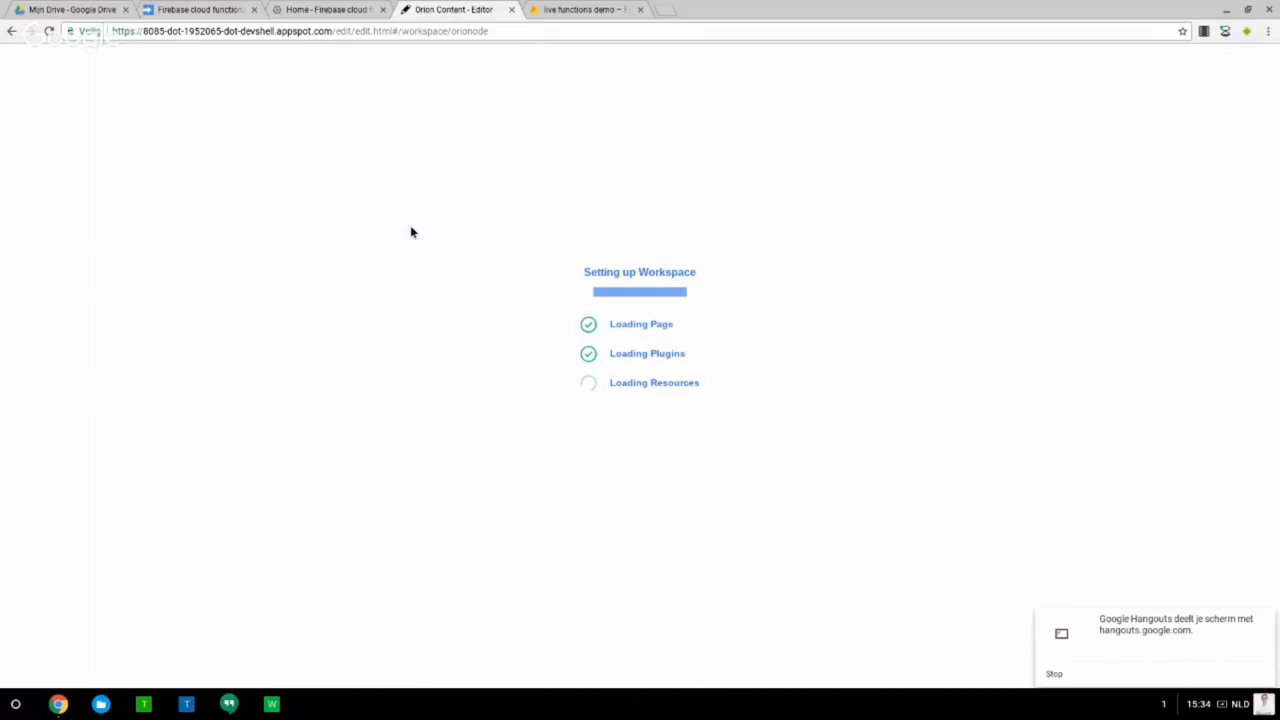 Mijn Drive - Google Drive
Firebase cloud function
Home - Firebase cloud f
Orion Content - Editor
live functions demo –
Veilig
https://8085-dot-1952065-dot-devshell.appspot.com/edit/edit.html#/workspace/orionode
Google
Setting up Workspace
Loading Page
Loading Plugins
Loading Resources
Google Hangouts deelt je scherm met
hangouts.google.com.
Stop
T
T
W
1
15:34
NLD